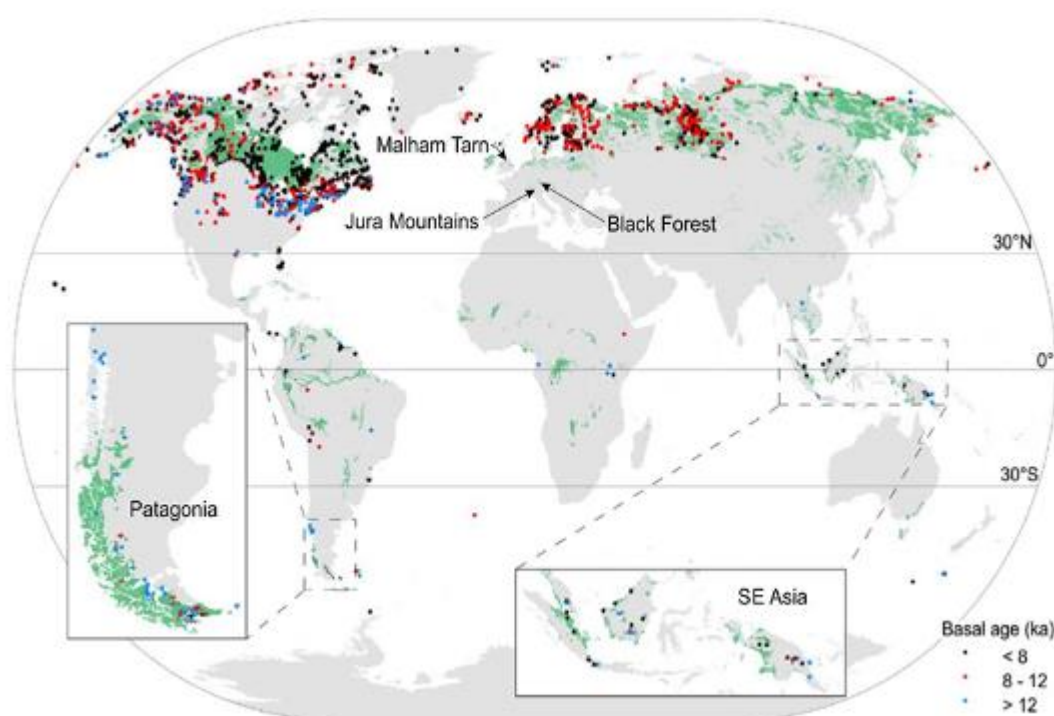 Malham Tarn
Jura Mountains
Black Forest
30°N
0°
30°S
Patagonia
SE Asia
Basal age (ka)
< 8
8 - 12
> 12